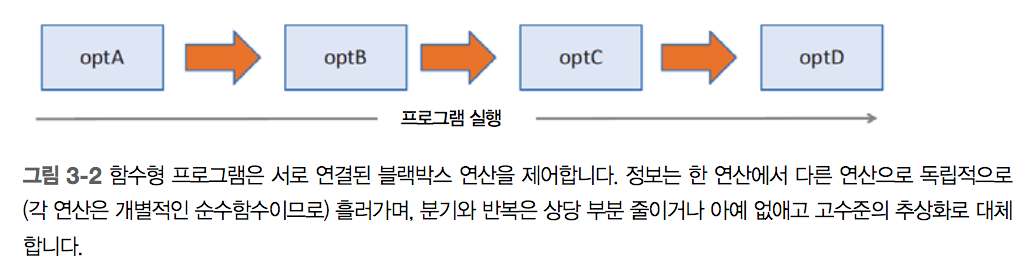 optA
optB
optC
optD
프로그램 실행
그림 3-2 함수형 프로그램은 서로 연결된 블랙박스 연산을 제어합니다. 정보는 한 연산에서 다른 연산으로 독립적으로
(각 연산은 개별적인 순수함수이므로) 흘러가며, 분기와 반복은 상당 부분 줄이거나 아예 없애고 고수준의 추상화로 대체
합니다.